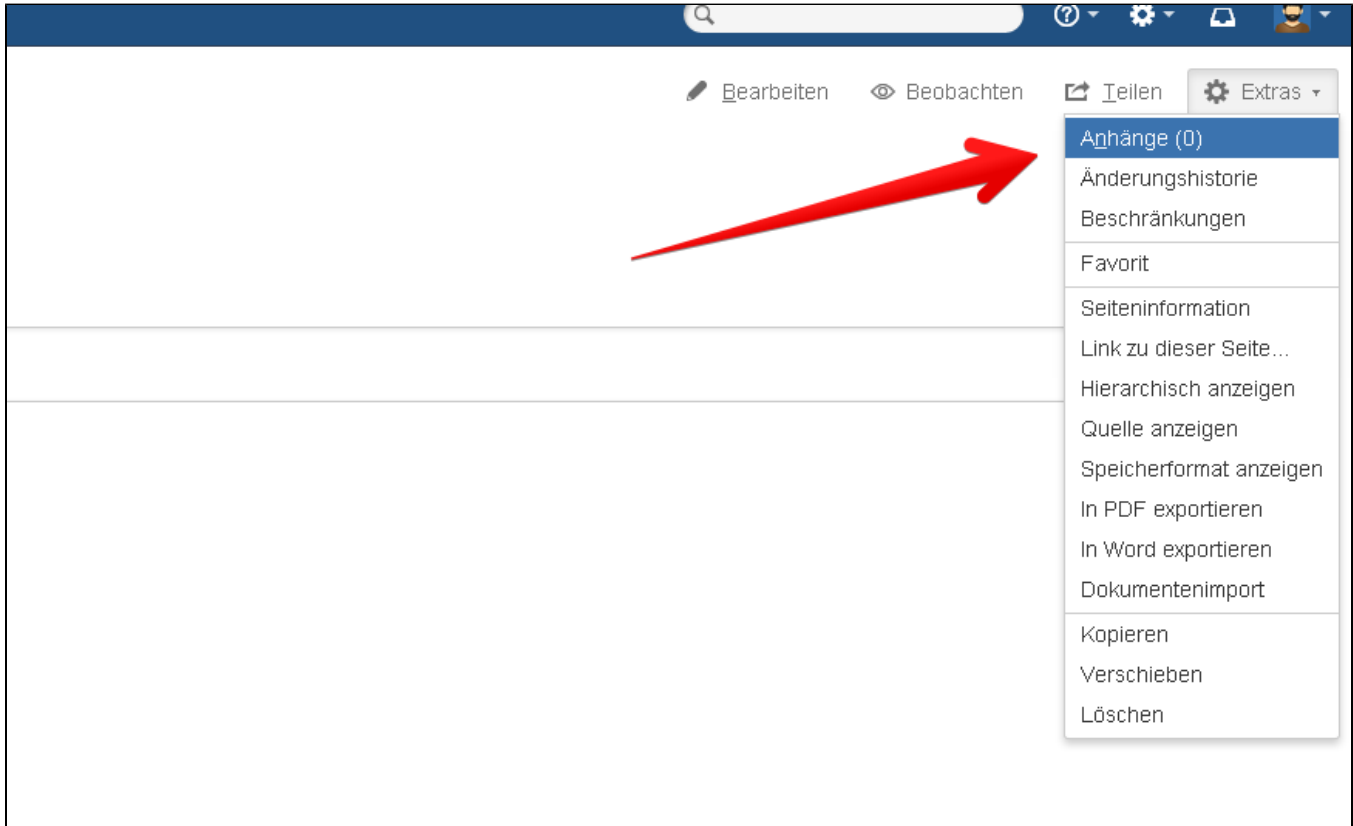 Bearbeiten Beobachten Teilen Extras
Anhänge (0)
Änderungshistorie
Beschränkungen
Favorit
Seiteninformation
Link zu dieser Seite...
Hierarchisch anzeigen
Quelle anzeigen
Speicherformat anzeigen
In PDF exportieren
In Word exportieren
Dokumentenimport
Kopieren
Verschieben
Löschen